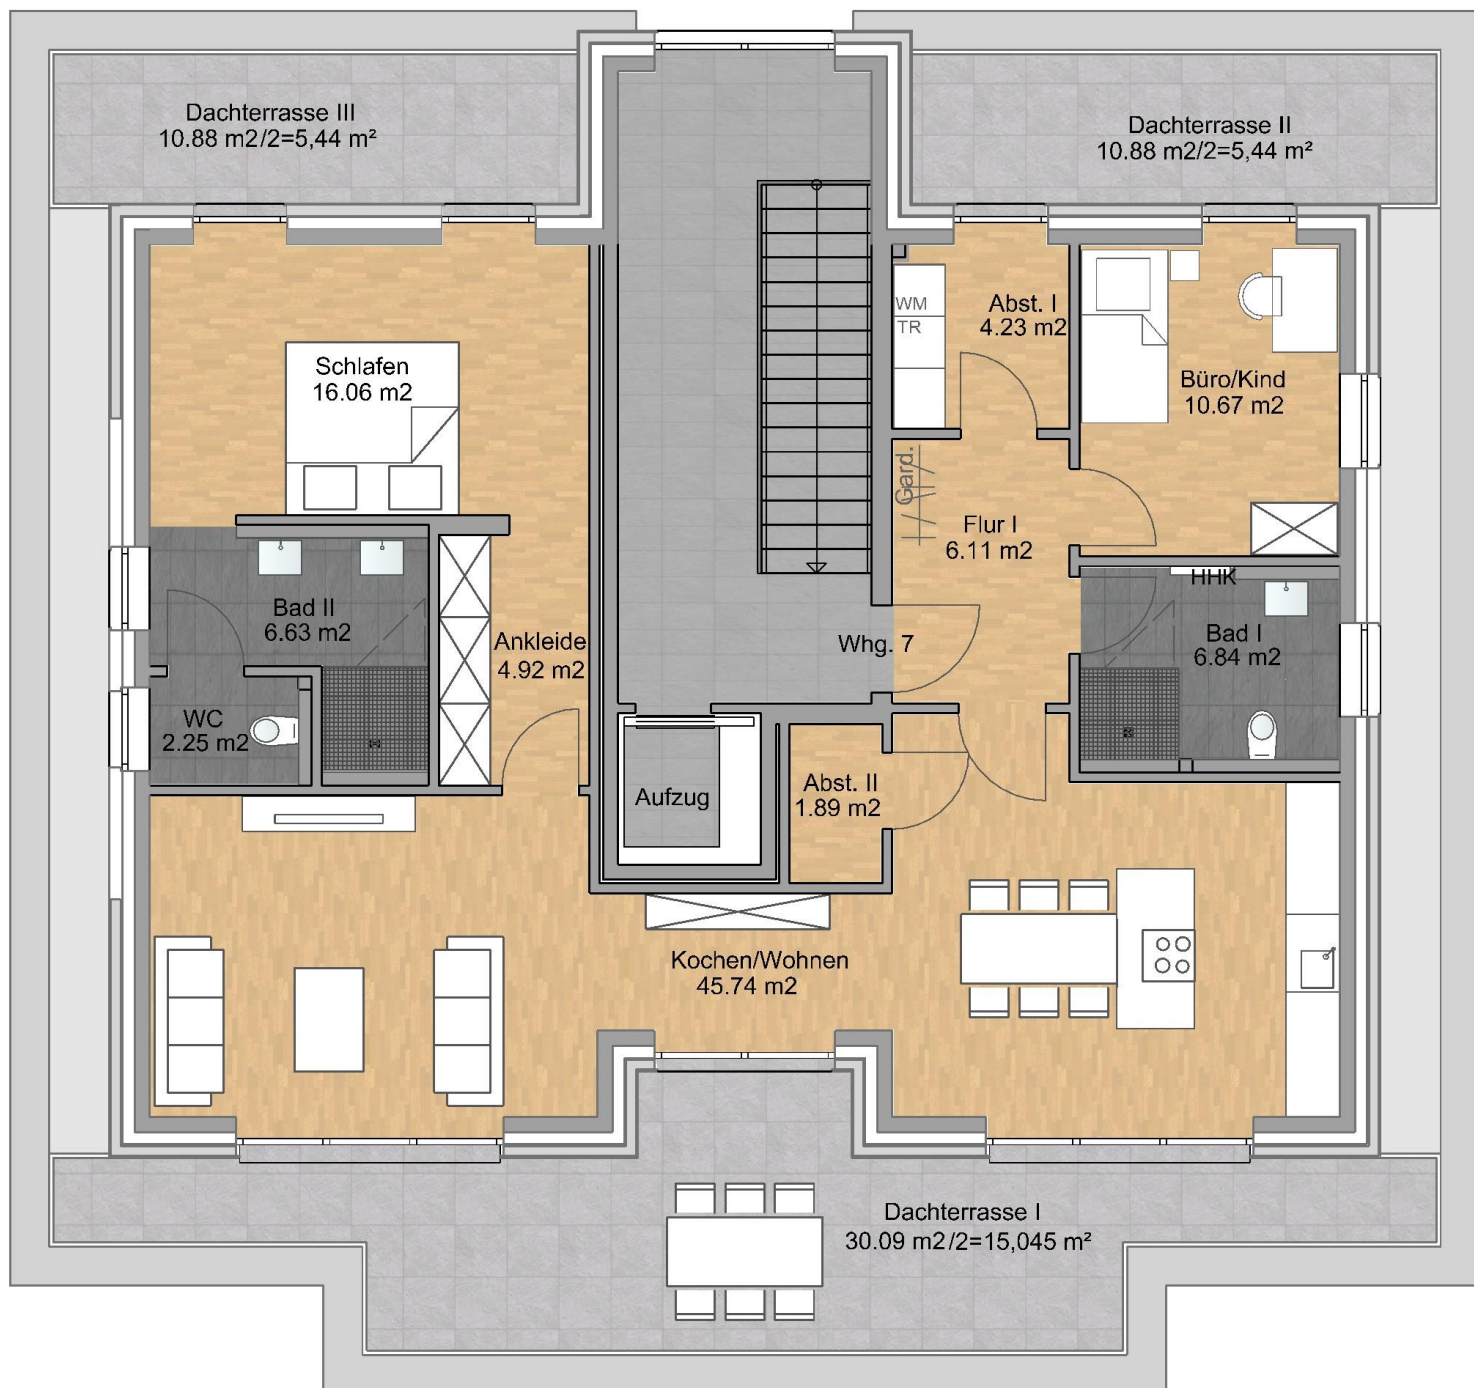 Dachterrasse III
10.88 m2/2=5,44 m²
Dachterrasse II
10.88 m2/2=5,44 m²
WM
TR
Abst. I
4.23 m2
Schlafen
16.06 m2
Büro/Kind
10.67 m2
Gard.
Flur I
6.11 m2
HHK
Bad II
6.63 m2
Ankleide
4.92 m2
Whg. 7
Bad I
6.84 m2
WC
2.25 m2
Aufzug
Abst. II
1.89 m2
Kochen/Wohnen
45.74 m2
Dachterrasse I
30.09 m2/2=15,045 m²